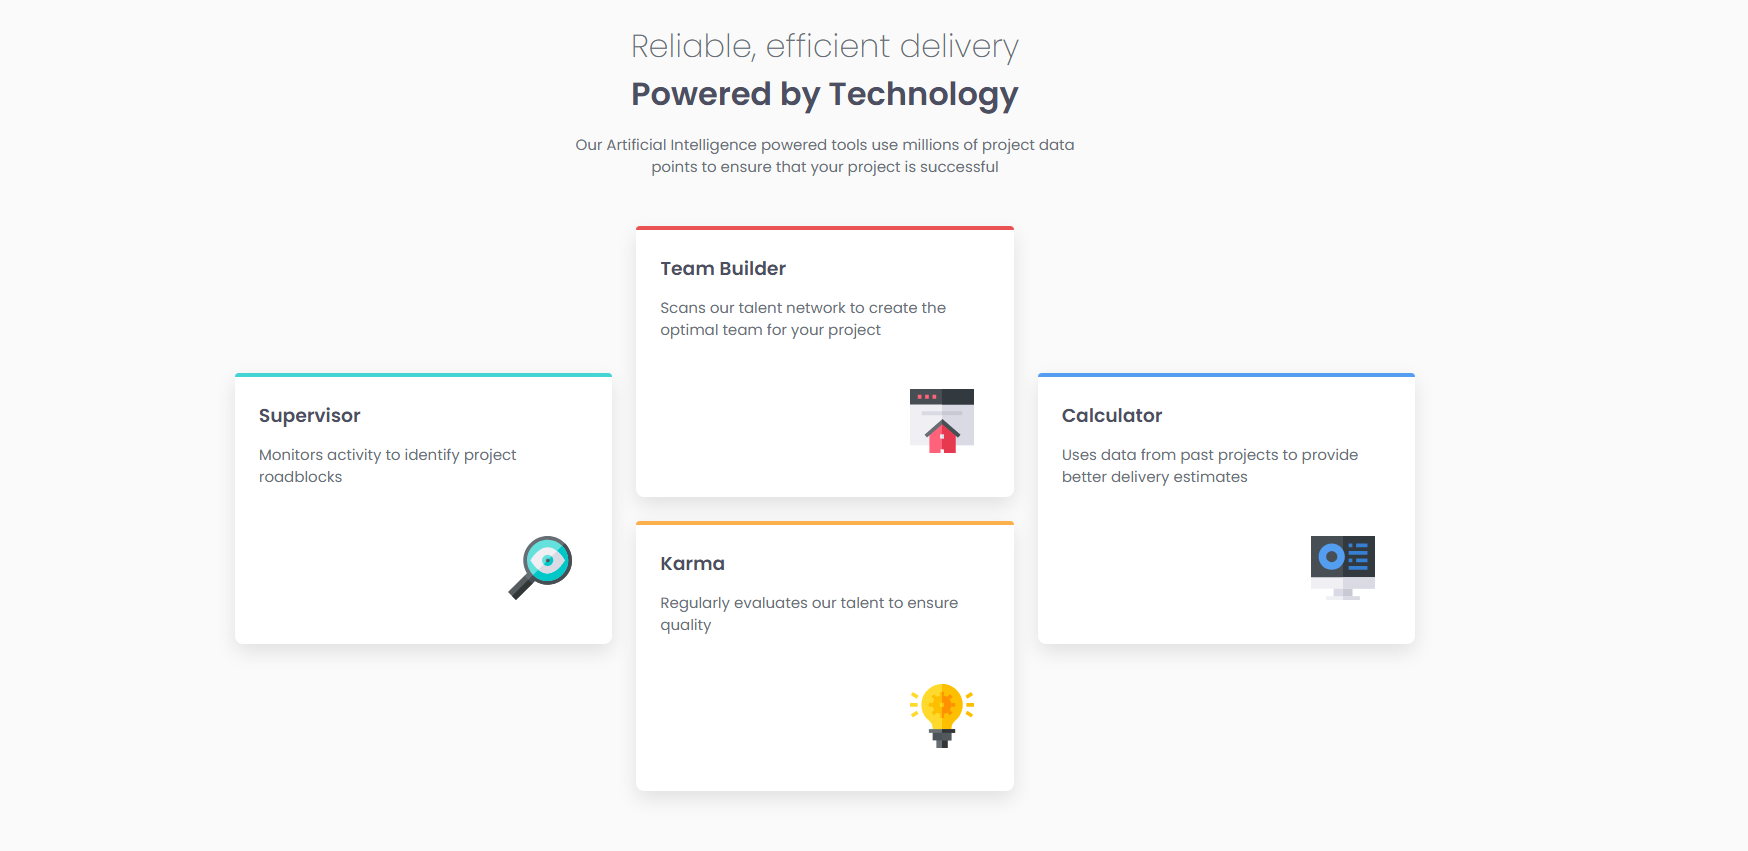 Reliable, efficient delivery
Powered by Technology
Our Artificial Intelligence powered tools use millions of project data
points to ensure that your project is successful
Supervisor
Monitors activity to identify project
roadblocks
Team Builder
Scans our talent network to create the
optimal team for your project
Karma
Regularly evaluates our talent to ensure
quality
Calculator
Uses data from past projects to provide
better delivery estimates